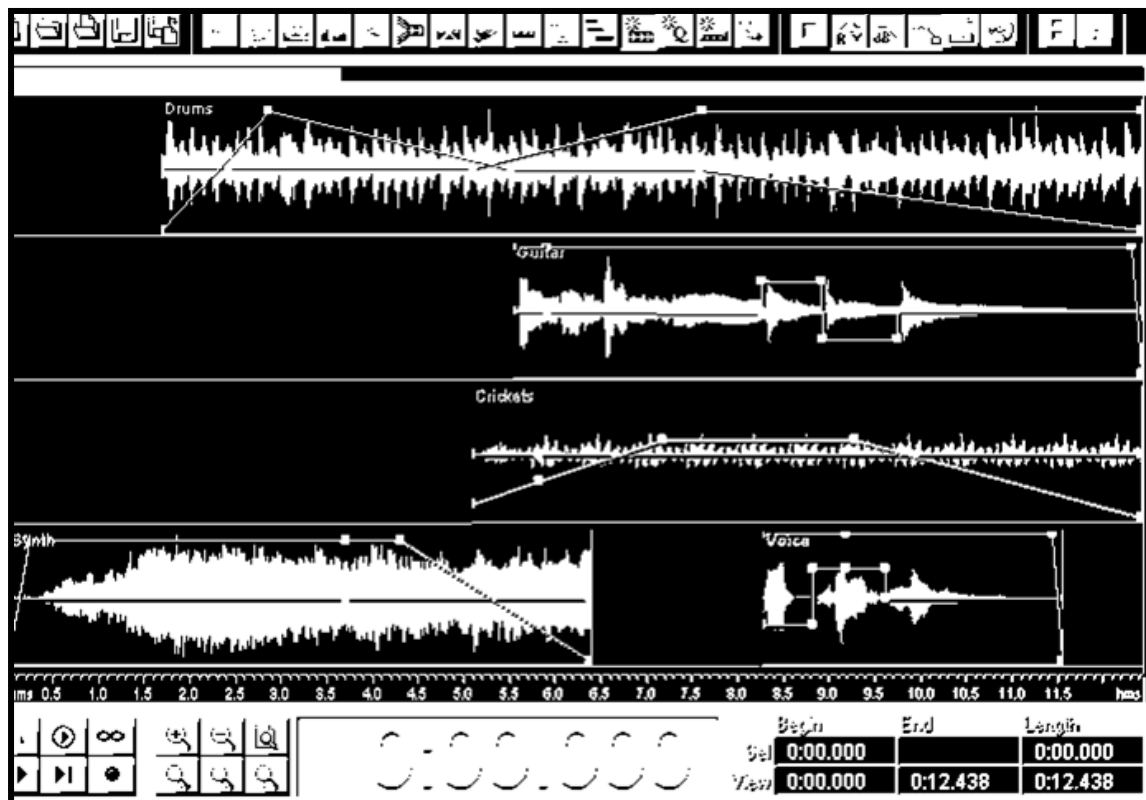 R
dB
Q
F
F
Drums
Guitar
Crickets
Synth
Voice
hms 0.5 1.0 1.5 2.0 2.5 3.0 3.5 4.0 4.5 5.0 5.5 6.0 6.5 7.0 7.5 8.0 8.5 9.0 9.5 10.0 10.5 11.0 11.5 hms
Begin End Length
Sel 0:00.000 0:00.000
View 0:00.000 0:12.438 0:12.438